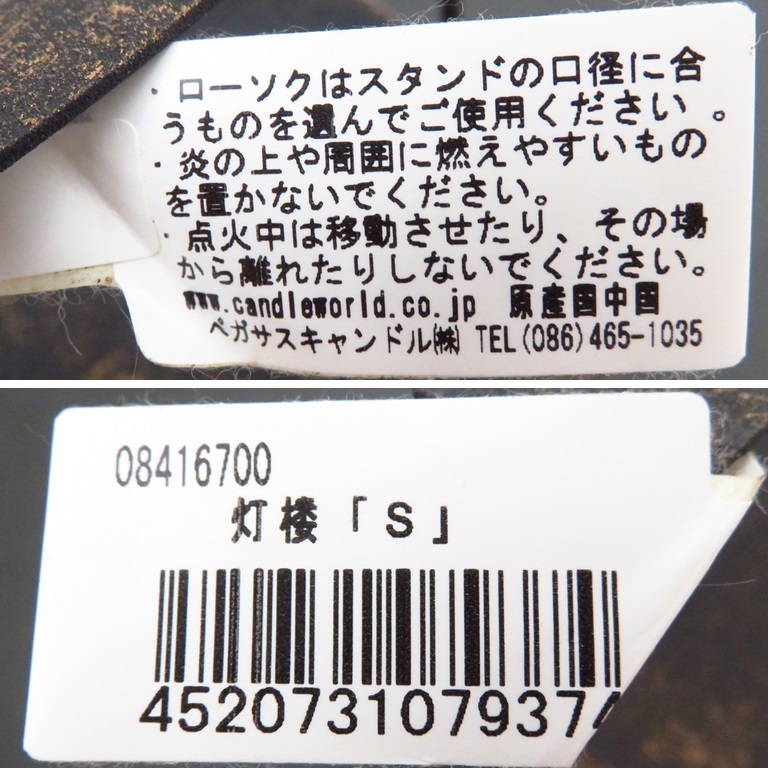 ・ローソクはスタンドの口径に合
うものを選んでご使用ください。
・炎の上や周囲に燃えやすいもの
を置かないでください。
・点火中は移動させたり、その場
から離れたりしないでください。
www.candleworld.co.jp 原産国中国
ペガサスキャンドル㈱ TEL(086)465-1035
08416700
灯楼「S」
4520731079374